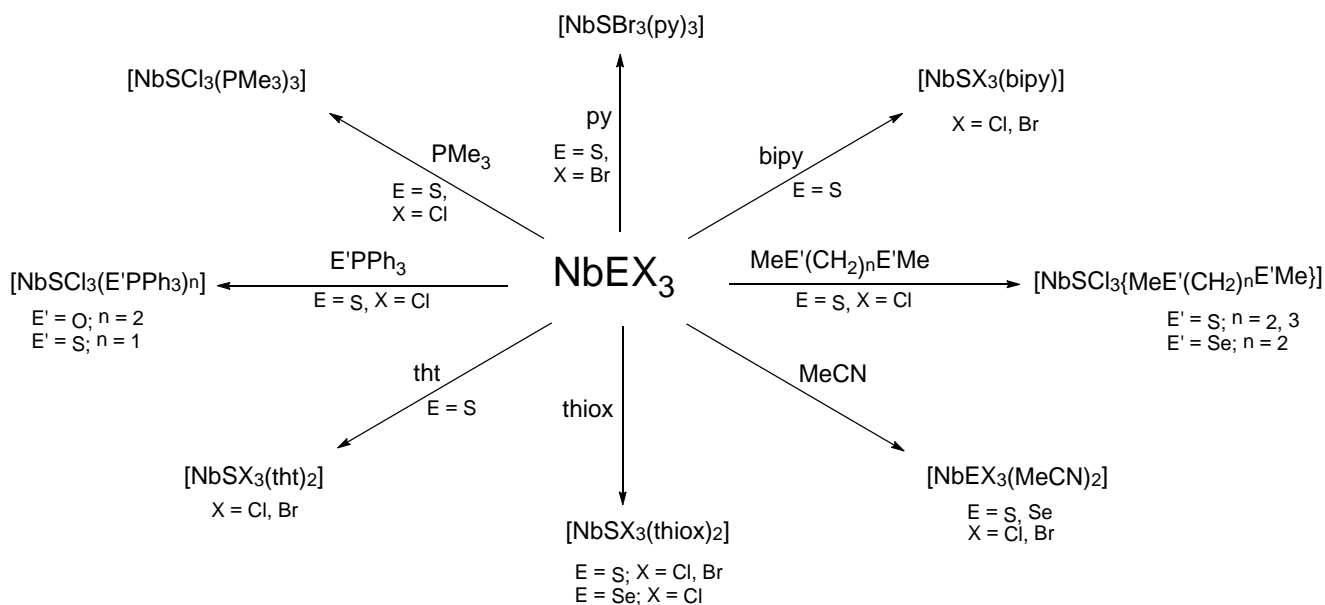 [NbSBr3(py)3]
[NbSCl3(PMe3)3]
[NbSX3(bipy)]
X = Cl, Br
py
E = S,
X = Br
PMe3
E = S,
X = Cl
bipy
E = S
NbEX3
[NbSCl3(E'PPh3)n]
E' = O; n = 2
E' = S; n = 1
E'PPh3
E = S, X = Cl
MeE'(CH2)nE'Me
E = S, X = Cl
[NbSCl3{MeE'(CH2)nE'Me}]
E' = S; n = 2, 3
E' = Se; n = 2
tht
E = S
thiox
MeCN
[NbSX3(tht)2]
X = Cl, Br
[NbSX3(thiox)2]
E = S; X = Cl, Br
E = Se; X = Cl
[NbEX3(MeCN)2]
E = S, Se
X = Cl, Br